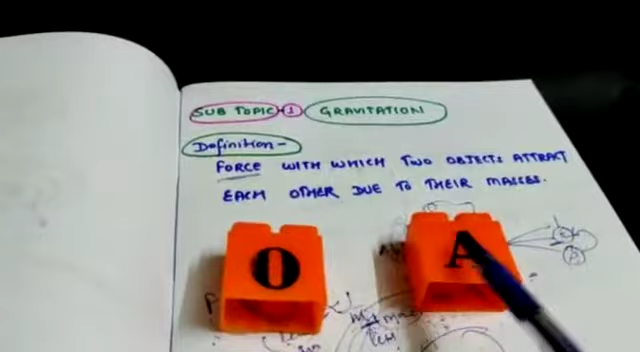 SUB TOPIC-1 GRAVITATION
Definition-
FORCE WITH WHICH TWO OBJECTS ATTRACT
EACH OTHER DUE TO THEIR MASSES.
O A